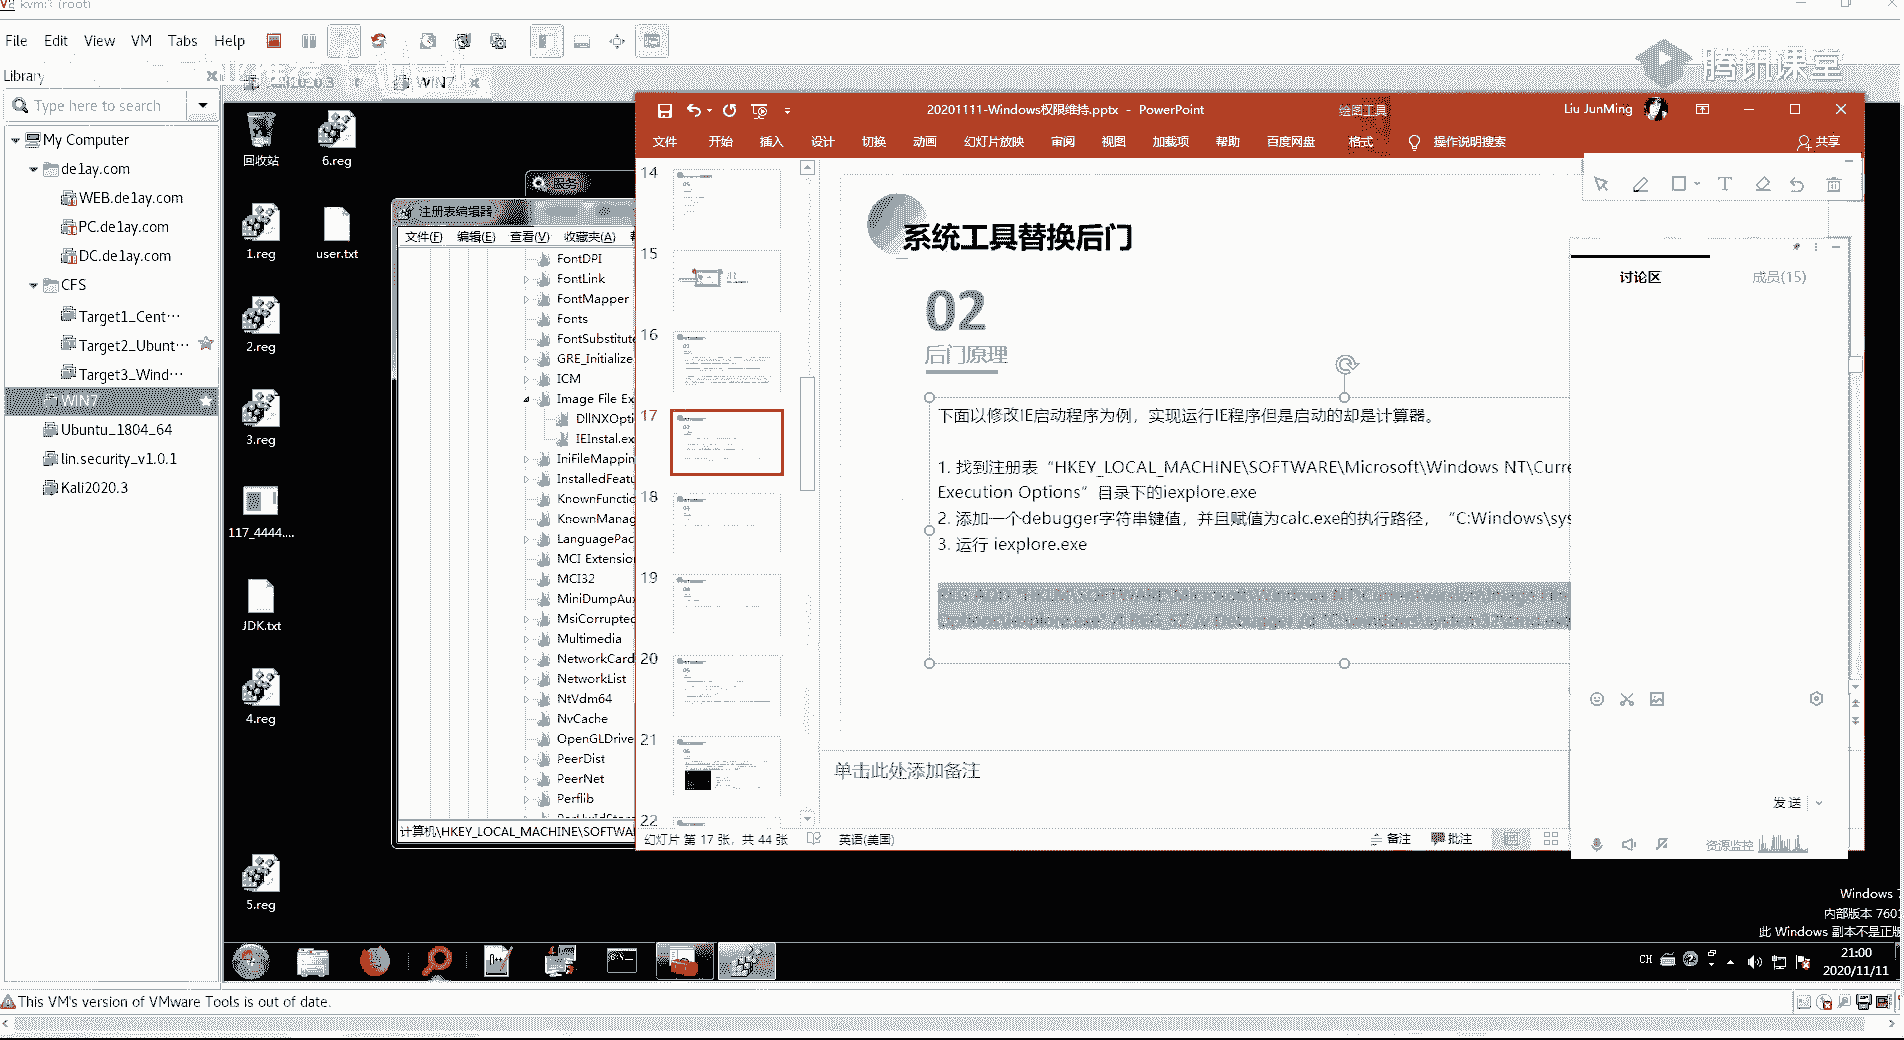 kvm: (root)
File Edit View VM Tabs Help
腾讯课堂
Library
WIN7
Type here to search
My Computer
de1ay.com
WEB.de1ay.com
PC.de1ay.com
DC.de1ay.com
CFS
Target1_Cent···
Target2_Ubunt···
Target3_Wind···
WIN7
Ubuntu_1804_64
lin.security_v1.0.1
Kali2020.3
回收站
6.reg
1.reg
user.txt
2.reg
3.reg
117_4444....
JDK.txt
4.reg
5.reg
服务
注册表编辑器
文件(F) 编辑(E) 查看(V) 收藏夹(A)
FontDPI
FontLink
FontMapper
Fonts
FontSubstitute
GRE_Initialize
ICM
Image File Ex
DllNXOpti
IEInstal.ex
IniFileMappin
InstalledFeatu
KnownFunctio
KnownManag
LanguagePac
MCI Extension
MCI32
MiniDumpAux
MsiCorrupted
Multimedia
NetworkCard
NetworkList
NtVdm64
NvCache
OpenGLDrive
PeerDist
PeerNet
Perflib
计算机\HKEY_LOCAL_MACHINE\SOFTWA
20201111-Windows权限维持.pptx - PowerPoint
绘图工具
Liu JunMing
文件 开始 插入 设计 切换 动画 幻灯片放映 审阅 视图 加载项 帮助 百度网盘 格式 操作说明搜索 共享
14
15
16
17
18
19
20
21
22
系统工具替换后门
02
后门原理
下面以修改IE启动程序为例，实现运行IE程序但是启动的却是计算器。
1. 找到注册表“HKEY_LOCAL_MACHINE\SOFTWARE\Microsoft\Windows NT\Curre
Execution Options”目录下的iexplore.exe
2. 添加一个debugger字符串键值，并且赋值为calc.exe的执行路径，“C:Windows\sys
3. 运行 iexplore.exe
单击此处添加备注
幻灯片 第 17 张，共 44 张 英语(美国)
备注 批注
讨论区 成员(15)
发送
资源监控
Windows 7
内部版本 7601
此 Windows 副本不是正版
CH
21:00
2020/11/11
This VM's version of VMware Tools is out of date.